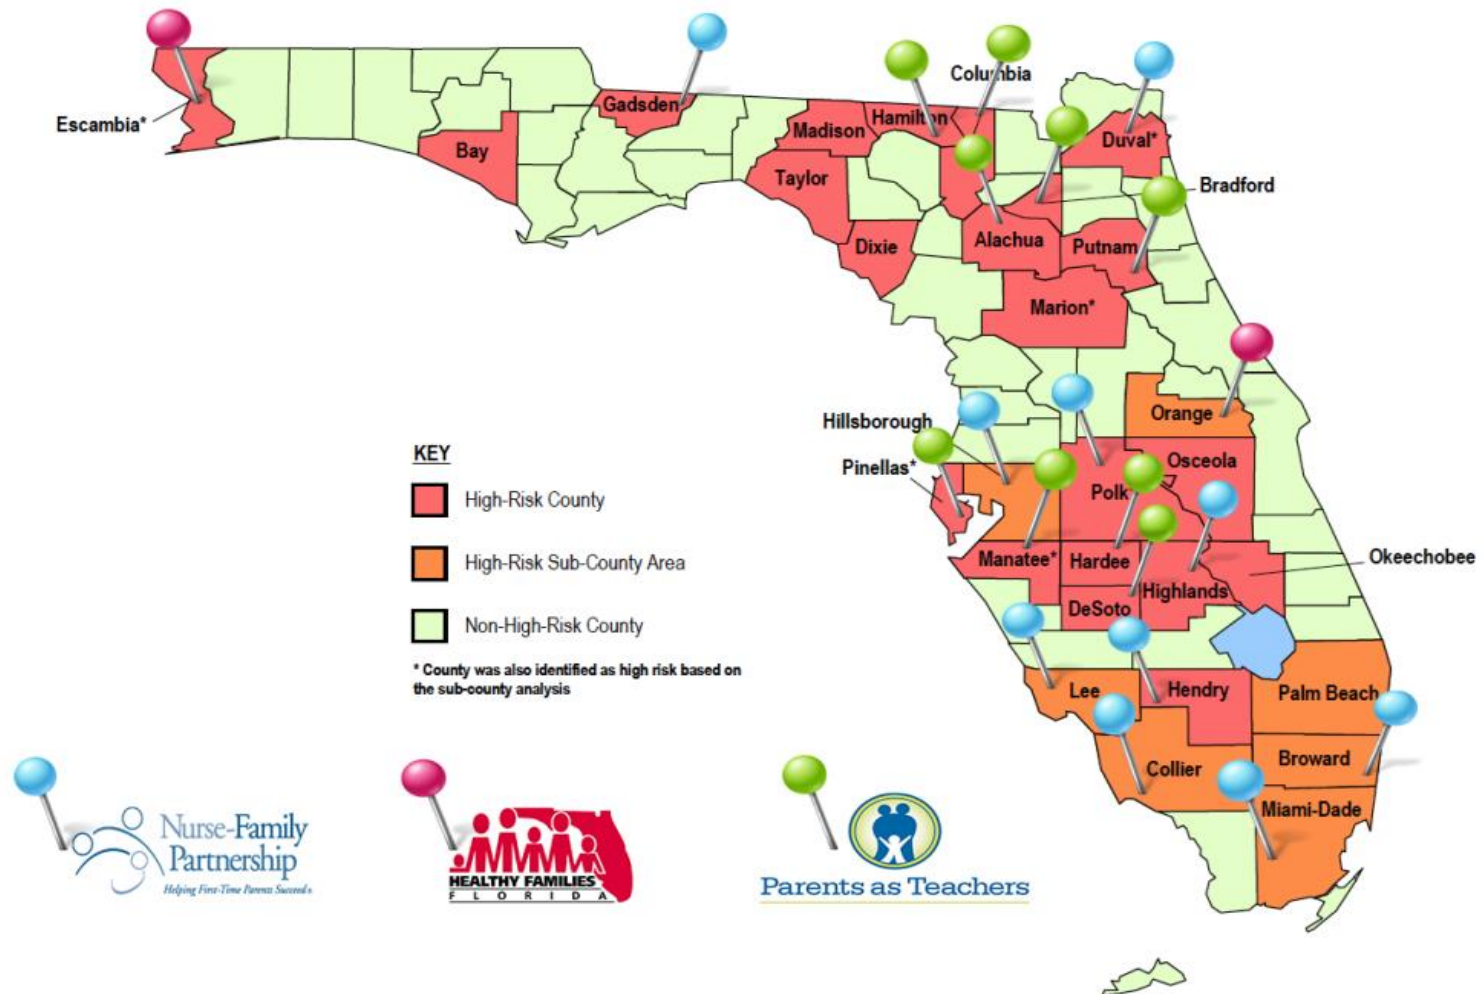 Columbia
Escambia*
Gadsden
Hamilton
Madison
Duval*
Bay
Taylor
Bradford
Alachua
Putnam
Dixie
Marion*
Orange
Hillsborough
Pinellas*
Osceola
Polk
Okeechobee
Manatee*
Hardee
Highlands
DeSoto
Lee
Hendry
Palm Beach
Collier
Broward
Miami-Dade
KEY
High-Risk County
High-Risk Sub-County Area
Non-High-Risk County
* County was also identified as high risk based on
the sub-county analysis
Nurse-Family
Partnership
Helping First-Time Parents Succeed®
HEALTHY FAMILIES
FLORIDA
Parents as Teachers